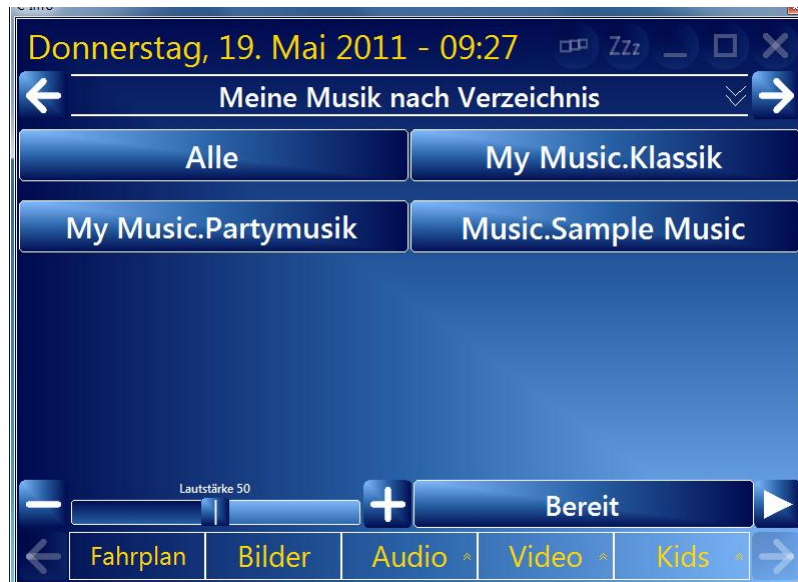 Donnerstag, 19. Mai 2011 - 09:27 Zzz
Meine Musik nach Verzeichnis
Alle My Music.Klassik
My Music.Partymusik Music.Sample Music
Lautstärke 50
Bereit
Fahrplan Bilder Audio Video Kids